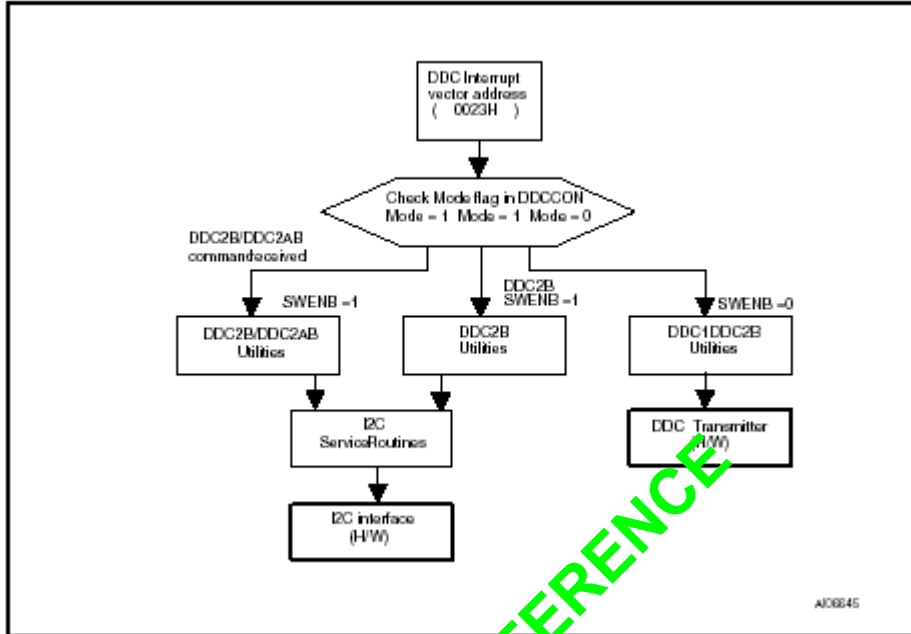 DDC Interrupt
vector address
( 0023H )
Check Mode flag in DDCCON
Mode = 1 Mode = 1 Mode = 0
DDC2B/DDC2AB
commandeceived
SWENB =1
DDC2B
SWENB =1
SWENB =0
DDC2B/DDC2AB
Utilities
DDC2B
Utilities
DDC1DDC2B
Utilities
I2C
ServiceRoutines
DDC Transmitter
(H/W)
I2C interface
(H/W)
FERENCE
AI06645